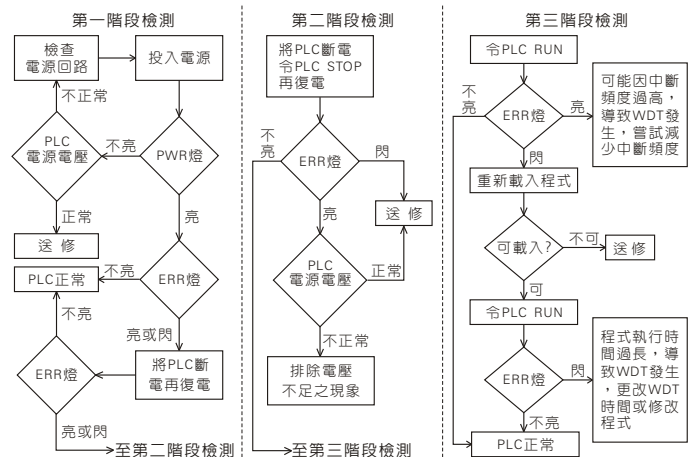 第一階段檢測
檢查
電源回路
投入電源
不正常
PLC
電源電壓
不亮
PWR燈
正常
亮
送修
PLC正常
不亮
ERR燈
不亮
亮或閃
ERR燈
將PLC斷
電再復電
亮或閃
至第二階段檢測
第二階段檢測
將PLC斷電
令PLC STOP
再復電
不
亮
ERR燈
閃
亮
送修
PLC
電源電壓
正常
不正常
排除電壓
不足之現象
至第三階段檢測
第三階段檢測
令PLC RUN
不
亮
ERR燈
亮
可能因中斷
頻度過高，
導致WDT發
生，嘗試減
少中斷頻度
閃
重新載入程式
可載入?
不可
送修
可
令PLC RUN
ERR燈
閃
程式執行時
間過長，導
致WDT發生，
更改WDT
時間或修改
程式
不亮
PLC正常